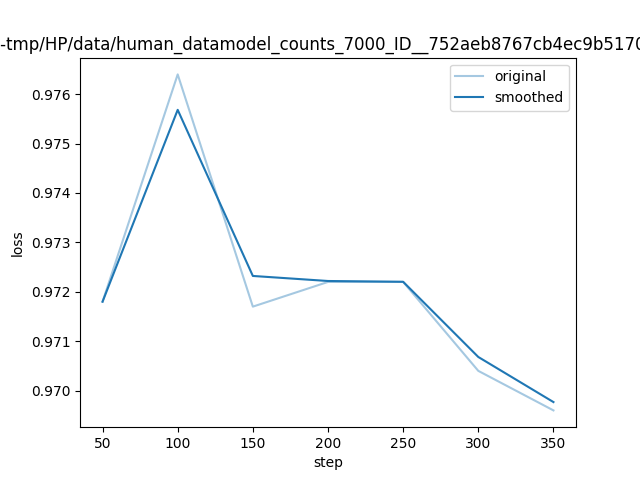 -tmp/HP/data/human_datamodel_counts_7000_ID__752aeb8767cb4ec9b5170
original
smoothed
0.976
0.975
0.974
0.973
0.972
0.971
0.970
loss
50 100 150 200 250 300 350
step